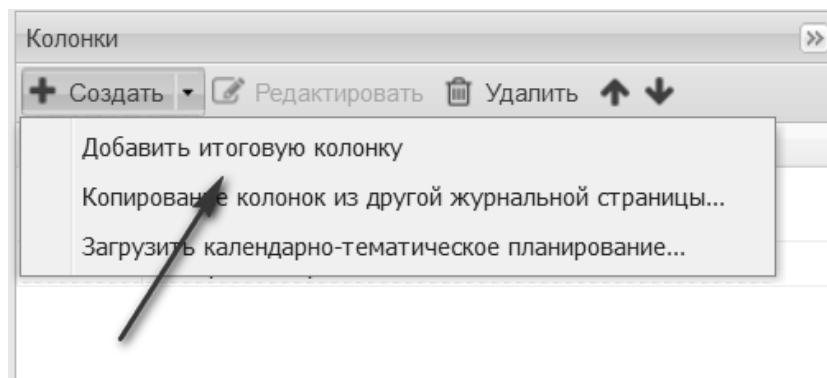 Колонки
Создать Редактировать Удалить
Добавить итоговую колонку
Копирование колонок из другой журнальной страницы...
Загрузить календарно-тематическое планирование...